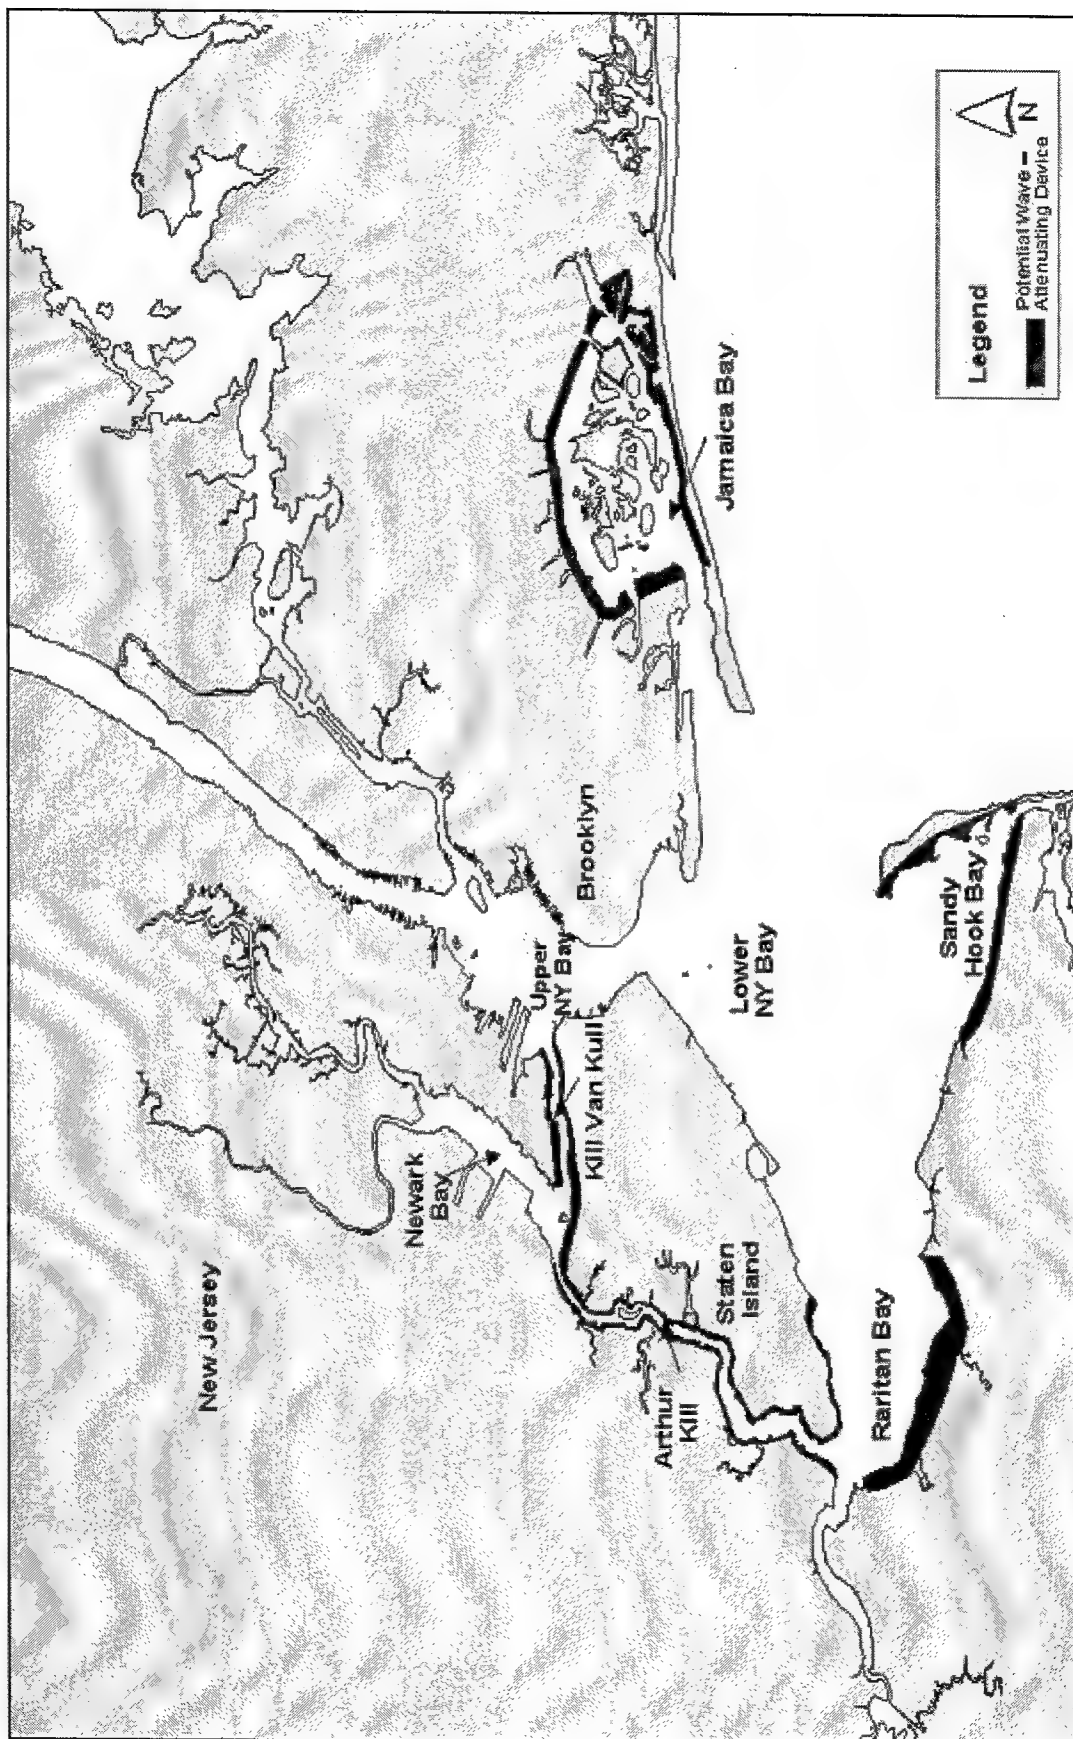 New Jersey
Newark
Bay
Upper
NY Bay
Brooklyn
Kill Van Kull
Arthur
Kill
Staten
Island
Lower
NY Bay
Jamaica Bay
Raritan Bay
Sandy
Hook Bay
Legend
Potential Wave –
Attenuating Device
N